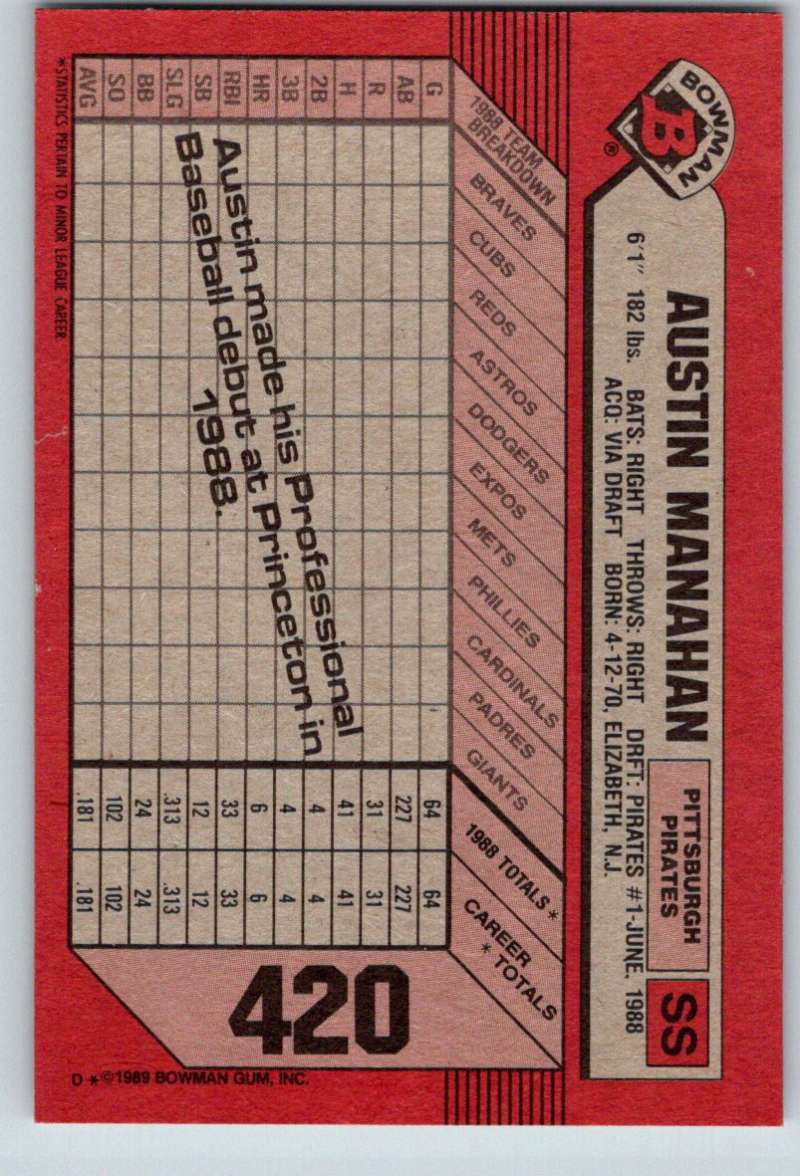 BOWMAN
B
®
AUSTIN MANAHAN
PITTSBURGH
PIRATES
SS
6'1" 182 lbs. BATS: RIGHT THROWS: RIGHT DRFT: PIRATES #1-JUNE, 1988
ACQ: VIA DRAFT BORN: 4-12-70, ELIZABETH, N.J.
1988 TEAM
BREAKDOWN
BRAVES
CUBS
REDS
ASTROS
DODGERS
EXPOS
METS
PHILLIES
CARDINALS
PADRES
GIANTS
1988 TOTALS *
CAREER
* TOTALS
G 64 64
AB 227 227
R 31 31
H 41 41
2B 4 4
3B 4 4
HR 6 6
RBI 33 33
SB 12 12
SLG .313 .313
BB 24 24
SO 102 102
AVG .181 .181
Austin made his Professional
Baseball debut at Princeton in
1988.
420
*STATISTICS PERTAIN TO MINOR LEAGUE CAREER
D *©1989 BOWMAN GUM, INC.